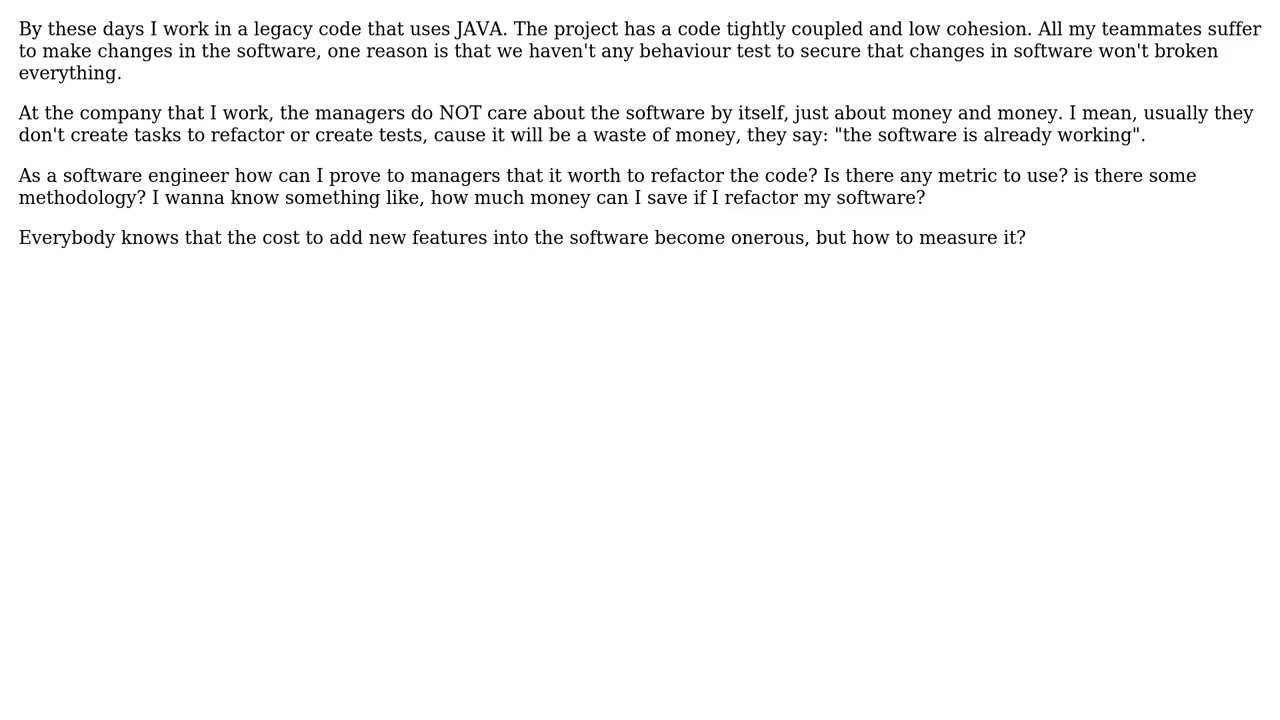 By these days I work in a legacy code that uses JAVA. The project has a code tightly coupled and low cohesion. All my teammates suffer
to make changes in the software, one reason is that we haven't any behaviour test to secure that changes in software won't broken
everything.
At the company that I work, the managers do NOT care about the software by itself, just about money and money. I mean, usually they
don't create tasks to refactor or create tests, cause it will be a waste of money, they say: "the software is already working".
As a software engineer how can I prove to managers that it worth to refactor the code? Is there any metric to use? is there some
methodology? I wanna know something like, how much money can I save if I refactor my software?
Everybody knows that the cost to add new features into the software become onerous, but how to measure it?